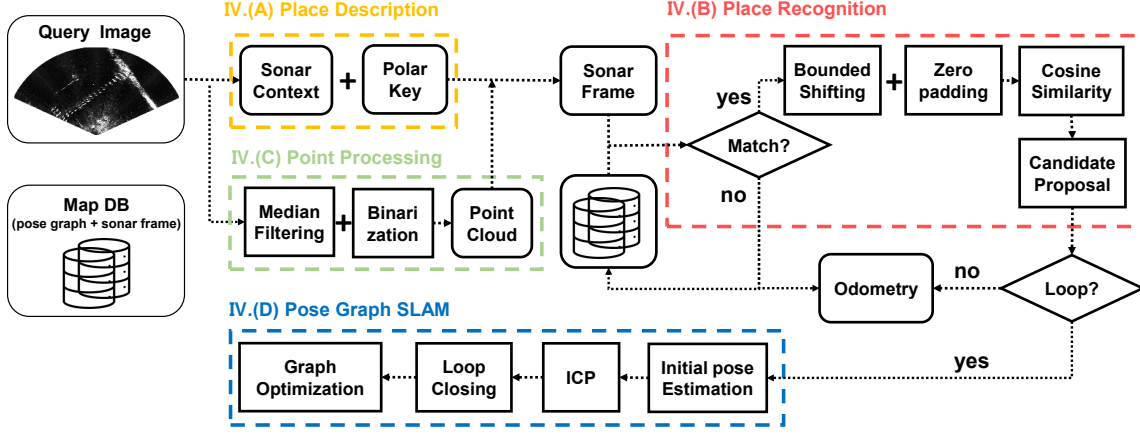 Query Image
Map DB
(pose graph + sonar frame)
IV.(A) Place Description
Sonar
Context
+
Polar
Key
IV.(C) Point Processing
Median
Filtering
+
Binari
zation
Point
Cloud
Sonar
Frame
IV.(B) Place Recognition
Match?
yes
no
Bounded
Shifting
+
Zero
padding
Cosine
Similarity
Candidate
Proposal
Loop?
no
yes
Odometry
IV.(D) Pose Graph SLAM
Graph
Optimization
Loop
Closing
ICP
Initial pose
Estimation